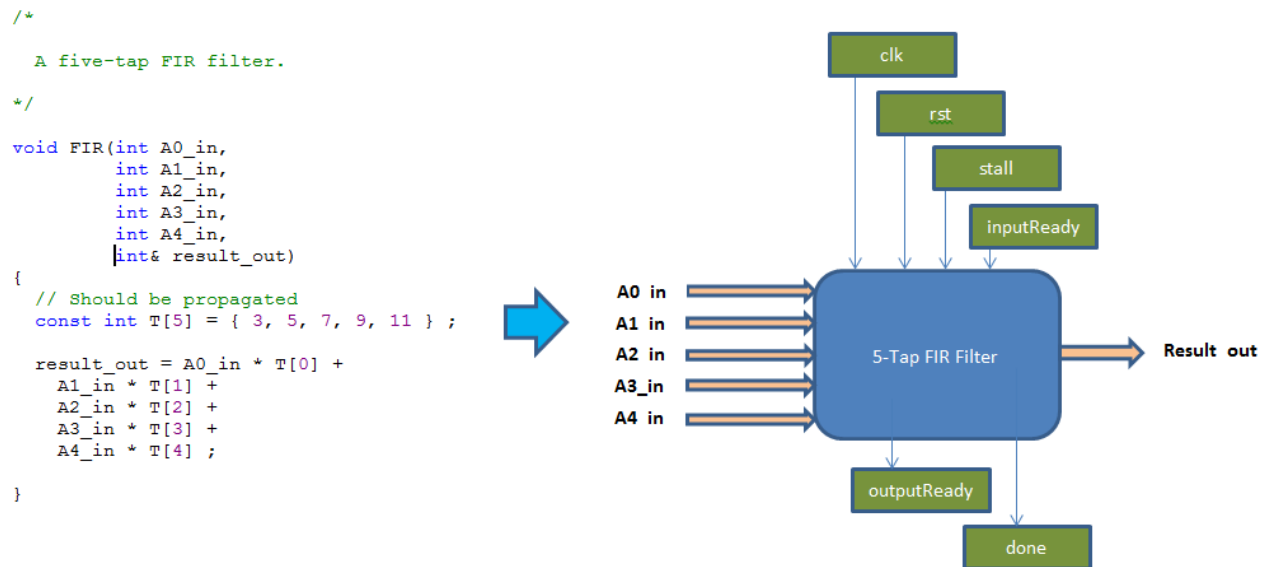 /*
A five-tap FIR filter.
*/
void FIR(int A0_in,
int A1_in,
int A2_in,
int A3_in,
int A4_in,
int& result_out)
{
// Should be propagated
const int T[5] = { 3, 5, 7, 9, 11 } ;
result_out = A0_in * T[0] +
A1_in * T[1] +
A2_in * T[2] +
A3_in * T[3] +
A4_in * T[4] ;
}
clk
rst
stall
inputReady
A0 in
A1 in
A2 in
A3_in
A4 in
5-Tap FIR Filter
Result out
outputReady
done